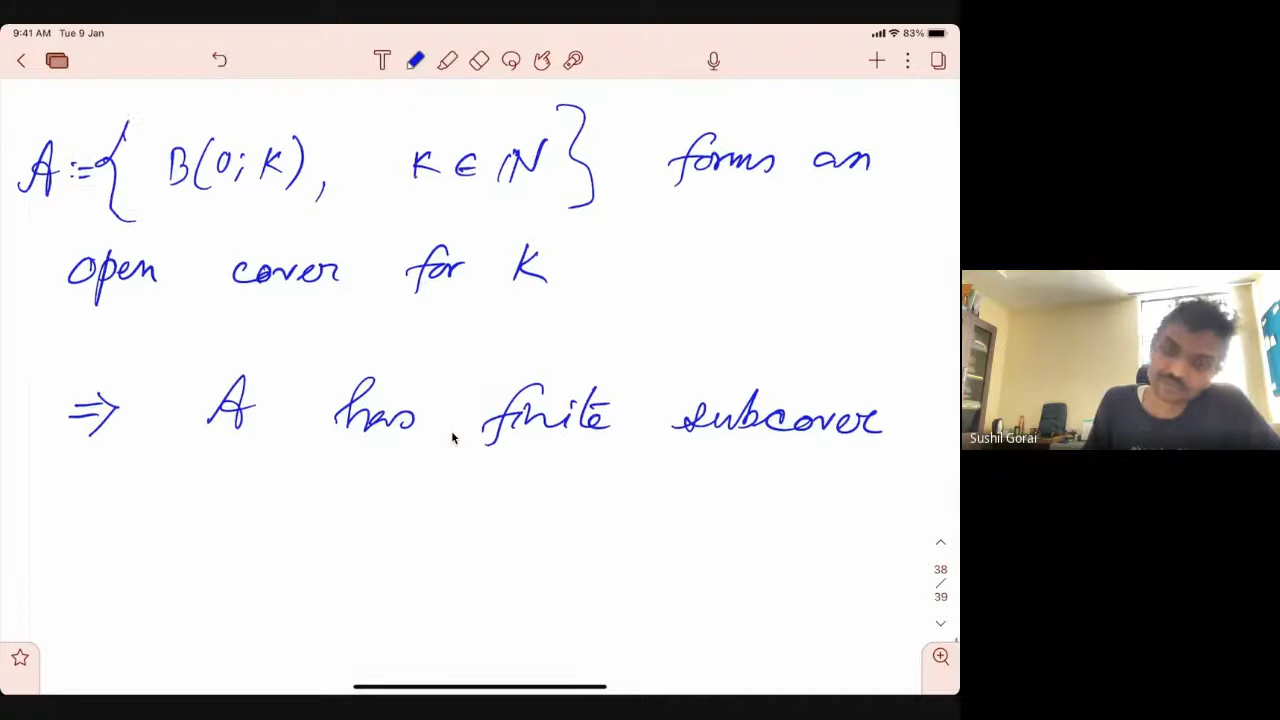 9:41 AM Tue 9 Jan
83%
A := { B(0; K), K ∈ N } forms an
open cover for K
⇒ A has finite subcover
Sushil Gorai
38
/
39